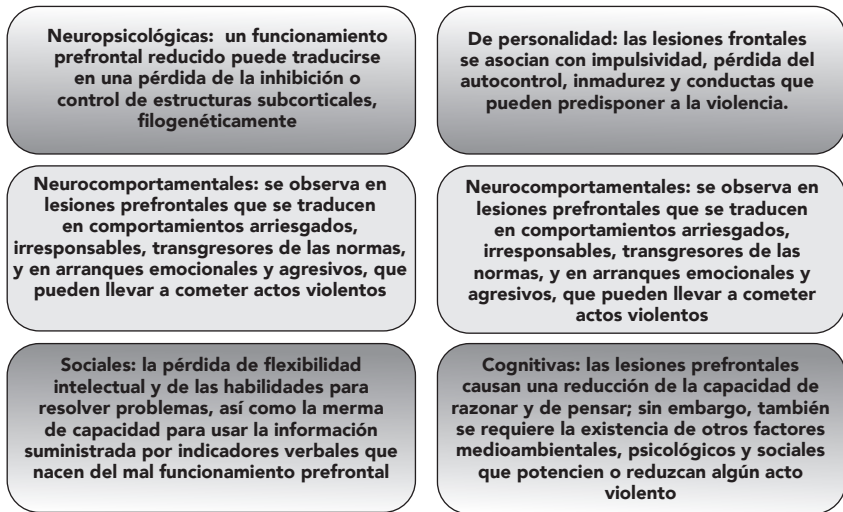 Neuropsicológicas: un funcionamiento
prefrontal reducido puede traducirse
en una pérdida de la inhibición o
control de estructuras subcorticales,
filogenéticamente
De personalidad: las lesiones frontales
se asocian con impulsividad, pérdida del
autocontrol, inmadurez y conductas que
pueden predisponer a la violencia.
Neurocomportamentales: se observa en
lesiones prefrontales que se traducen
en comportamientos arriesgados,
irresponsables, transgresores de las normas,
y en arranques emocionales y agresivos, que
pueden llevar a cometer actos violentos
Neurocomportamentales: se observa en
lesiones prefrontales que se traducen
en comportamientos arriesgados,
irresponsables, transgresores de las
normas, y en arranques emocionales y
agresivos, que pueden llevar a cometer
actos violentos
Sociales: la pérdida de flexibilidad
intelectual y de las habilidades para
resolver problemas, así como la merma
de capacidad para usar la información
suministrada por indicadores verbales que
nacen del mal funcionamiento prefrontal
Cognitivas: las lesiones prefrontales
causan una reducción de la capacidad de
razonar y de pensar; sin embargo, también
se requiere la existencia de otros factores
medioambientales, psicológicos y sociales
que potencien o reduzcan algún acto
violento